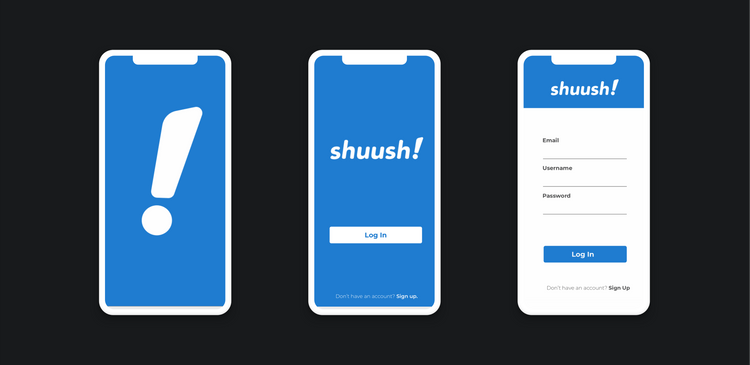 !
shuush!
Log In
Don't have an account? Sign up.
shuush!
Email
Username
Password
Log In
Don't have an account? Sign Up